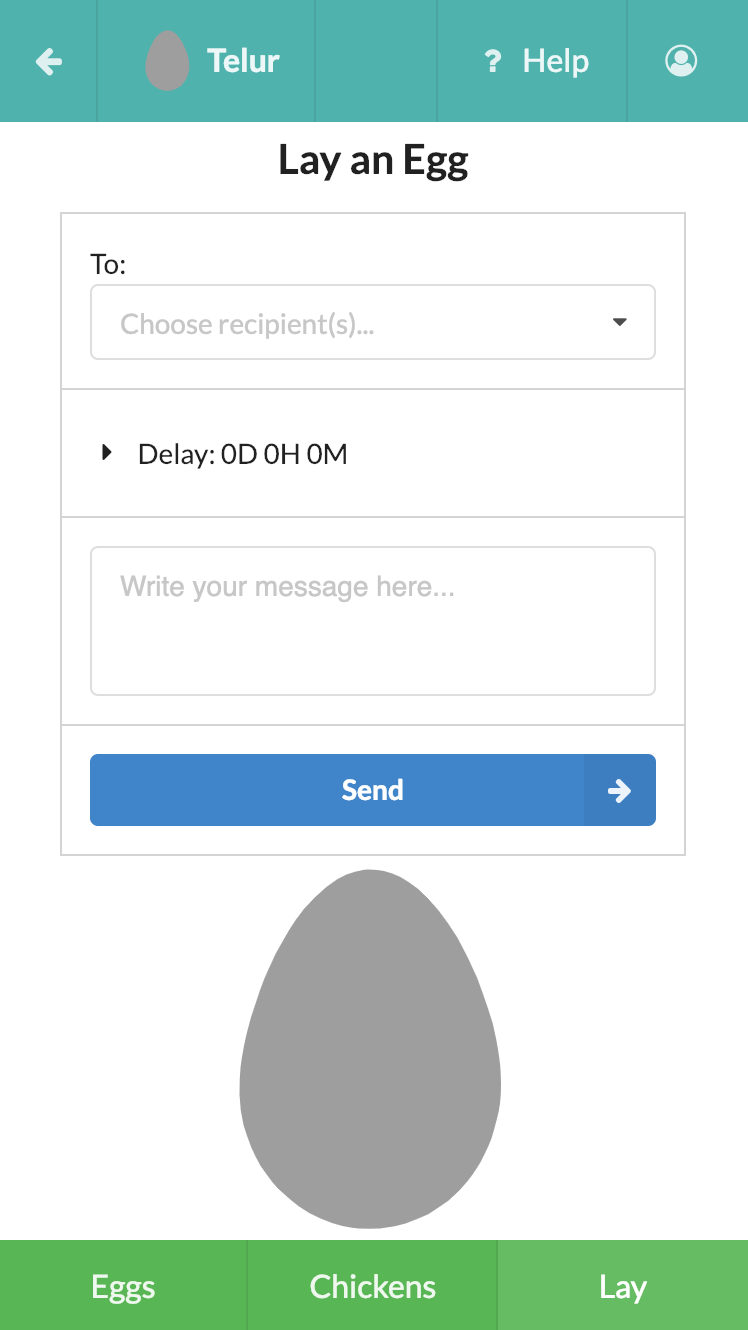 Telur
? Help
Lay an Egg
To:
Choose recipient(s)...
Delay: 0D 0H 0M
Write your message here...
Send
Eggs
Chickens
Lay